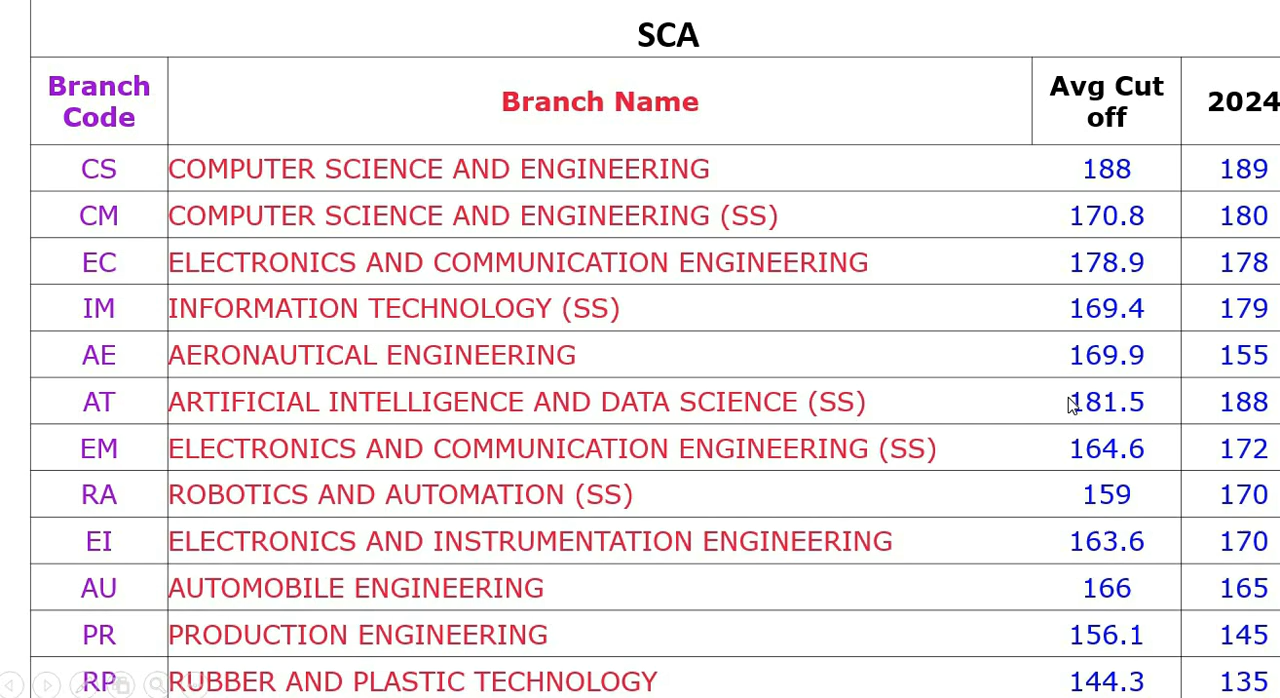 SCA
Branch Code Branch Name Avg Cut off 2024
CS COMPUTER SCIENCE AND ENGINEERING 188 189
CM COMPUTER SCIENCE AND ENGINEERING (SS) 170.8 180
EC ELECTRONICS AND COMMUNICATION ENGINEERING 178.9 178
IM INFORMATION TECHNOLOGY (SS) 169.4 179
AE AERONAUTICAL ENGINEERING 169.9 155
AT ARTIFICIAL INTELLIGENCE AND DATA SCIENCE (SS) 181.5 188
EM ELECTRONICS AND COMMUNICATION ENGINEERING (SS) 164.6 172
RA ROBOTICS AND AUTOMATION (SS) 159 170
EI ELECTRONICS AND INSTRUMENTATION ENGINEERING 163.6 170
AU AUTOMOBILE ENGINEERING 166 165
PR PRODUCTION ENGINEERING 156.1 145
RP RUBBER AND PLASTIC TECHNOLOGY 144.3 135